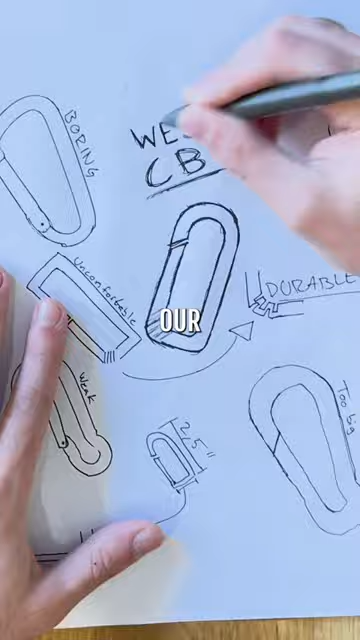 BORING
WE
CB
Uncomfortable
DURABLE
OUR
Weak
Too big
2,5"